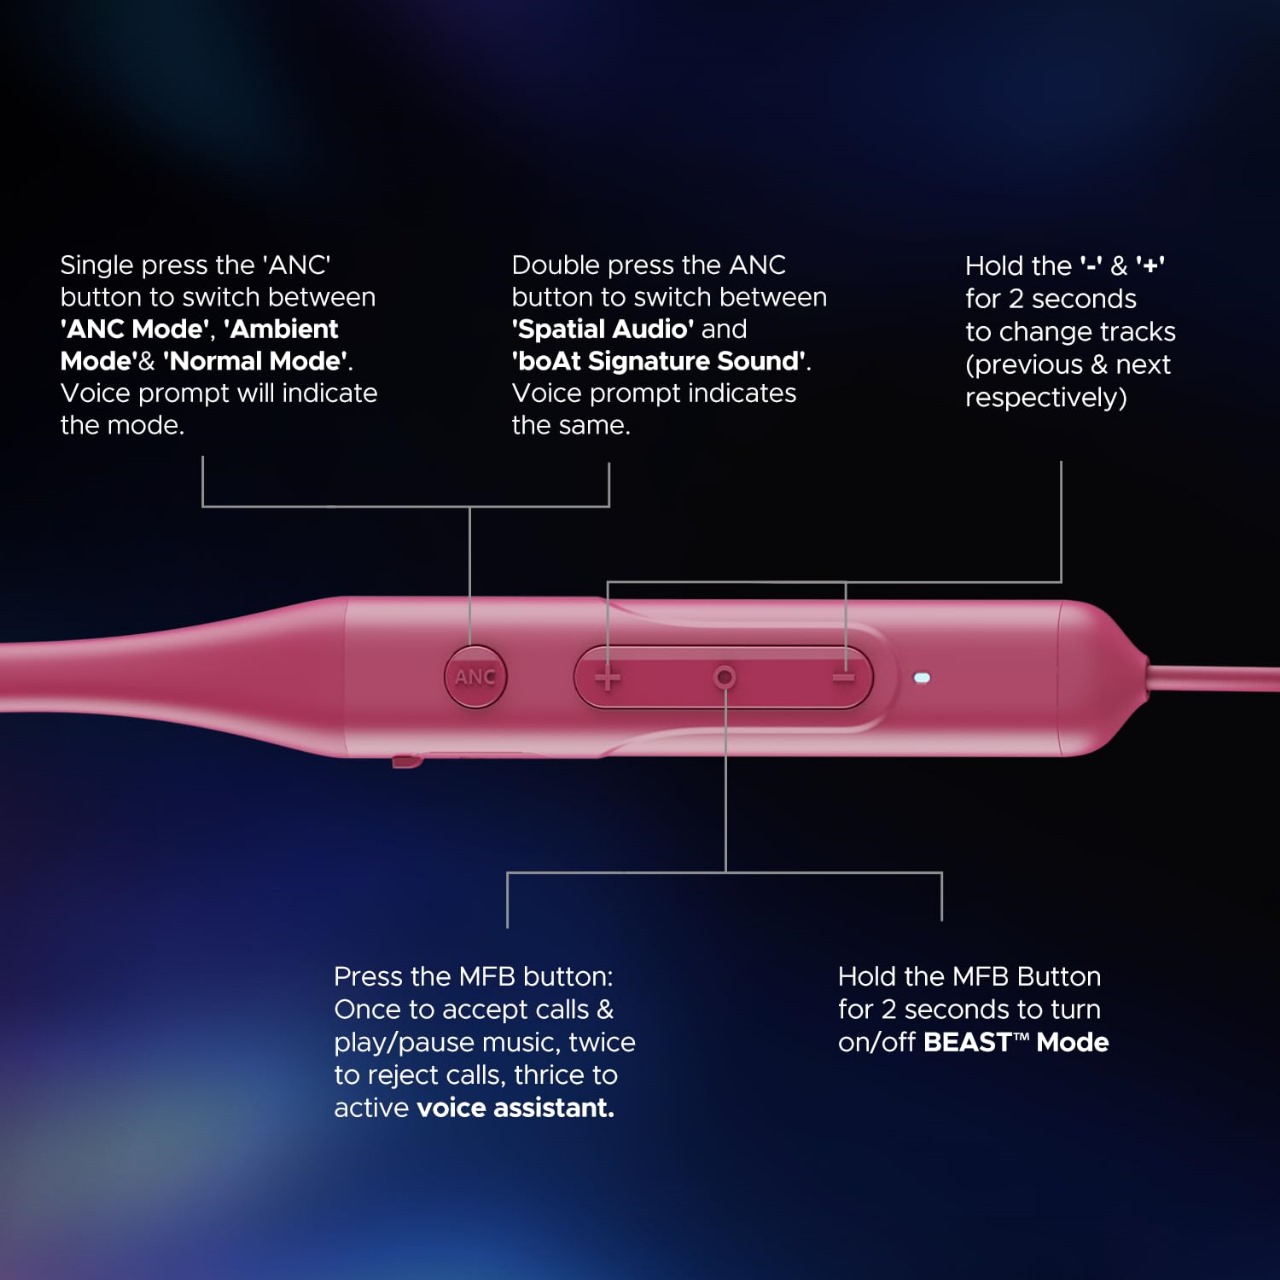 Single press the 'ANC'
button to switch between
'ANC Mode', 'Ambient
Mode'& 'Normal Mode'.
Voice prompt will indicate
the mode.
Double press the ANC
button to switch between
'Spatial Audio' and
'boAt Signature Sound'.
Voice prompt indicates
the same.
Hold the '-' & '+'
for 2 seconds
to change tracks
(previous & next
respectively)
ANC
+
-
Press the MFB button:
Once to accept calls &
play/pause music, twice
to reject calls, thrice to
active voice assistant.
Hold the MFB Button
for 2 seconds to turn
on/off BEAST™ Mode